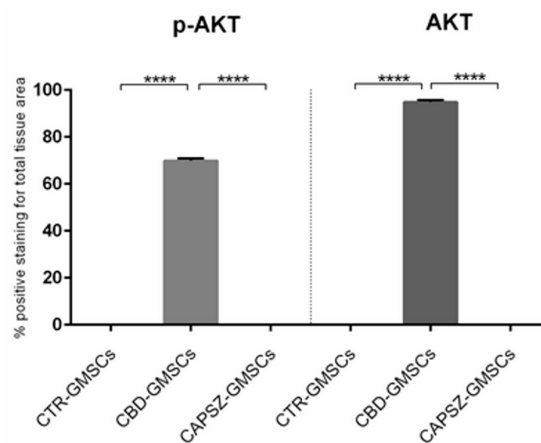 p-AKT AKT
**** **** **** ****
% positive staining for total tissue area
100
80
60
40
20
0
CTR-GMSCs
CBD-GMSCs
CAPSZ-GMSCs
CTR-GMSCs
CBD-GMSCs
CAPSZ-GMSCs